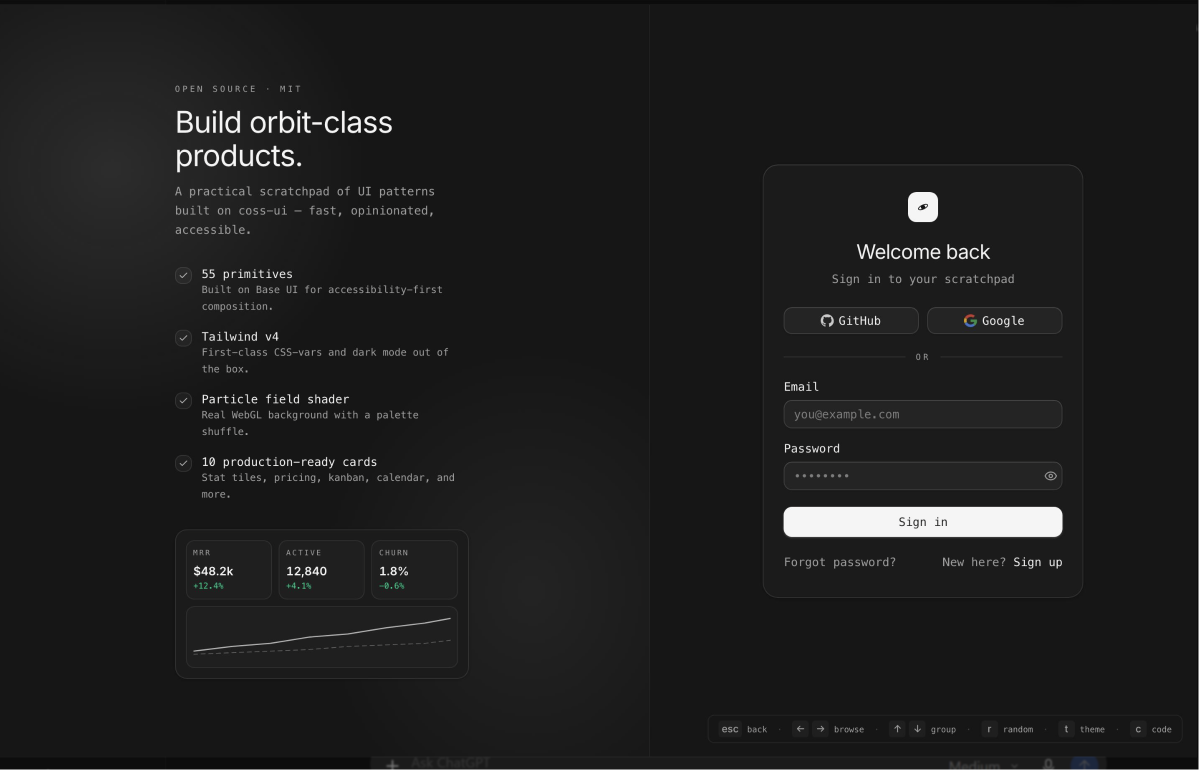 OPEN SOURCE · MIT
Build orbit-class
products.
A practical scratchpad of UI patterns
built on coss-ui — fast, opinionated,
accessible.
55 primitives
Built on Base UI for accessibility-first
composition.
Tailwind v4
First-class CSS-vars and dark mode out of
the box.
Particle field shader
Real WebGL background with a palette
shuffle.
10 production-ready cards
Stat tiles, pricing, kanban, calendar, and
more.
MRR
$48.2k
+12.4%
ACTIVE
12,840
+4.1%
CHURN
1.8%
-0.6%
Welcome back
Sign in to your scratchpad
GitHub
Google
OR
Email
you@example.com
Password
Sign in
Forgot password?
New here? Sign up
esc back · ← → browse · ↑ ↓ group · r random · t theme · c code
Ask ChatGPT
Medium